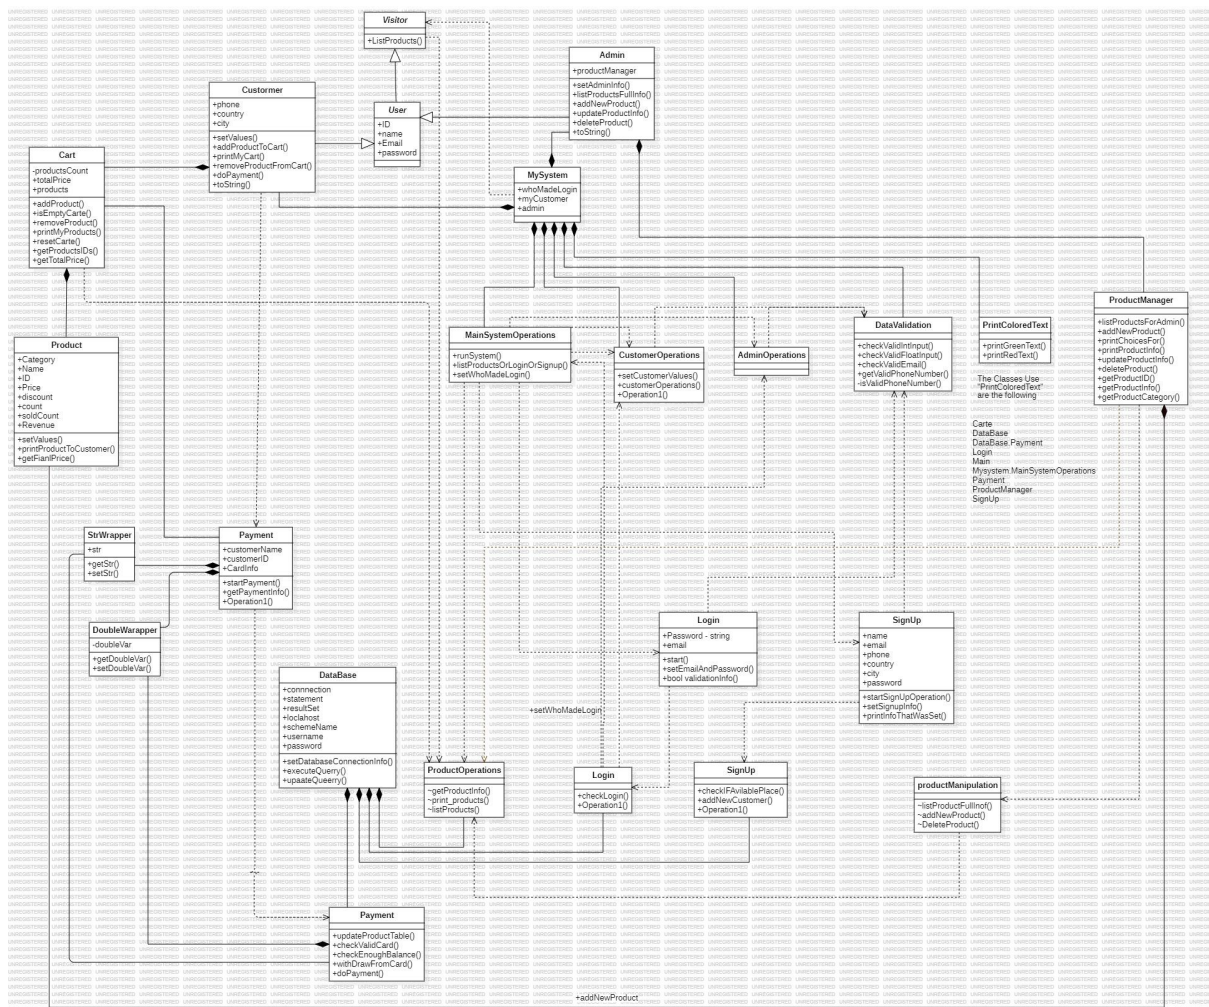 Visitor
+ListProducts()
Admin
+productManager
+setAdminInfo()
+listProductsFullInfo()
+addNewProduct()
+updateProductInfo()
+deleteProduct()
+toString()
Custormer
+phone
+country
+city
+setValues()
+addProductToCart()
+printMyCart()
+removeProductFromCart()
+doPayment()
+toString()
User
+ID
+name
+Email
+password
Cart
-productsCount
+totalPrice
+products
+addProduct()
+isEmptyCarte()
+removeProduct()
+printMyProducts()
+resetCarte()
+getProductsIDs()
+getTotalPrice()
MySystem
+whoMadeLogin
+myCustomer
+admin
ProductManager
+listProductsForAdmin()
+addNewProduct()
+printChoicesFor()
+printProductInfo()
+updateProductInfo()
+deleteProduct()
+getProductID()
+getProductInfo()
+getProductCategory()
MainSystemOperations
+runSystem()
+listProductsOrLoginOrSignup()
+setWhoMadeLogin()
CustomerOperations
+setCustomerValues()
+customerOperations()
+Operation1()
AdminOperations
DataValidation
+checkValidIntInput()
+checkValidFloatInput()
+checkValidEmail()
+getValidPhoneNumber()
-isValidPhoneNumber()
PrintColoredText
+printGreenText()
+printRedText()
The Classes Use
"PrintColoredText"
are the following
Carte
DataBase
DataBase.Payment
Login
Main
Mysystem.MainSystemOperations
Payment
ProductManager
SignUp
Product
+Category
+Name
+ID
+Price
+discount
+count
+soldCount
+Revenue
+setValues()
+printProductToCustomer()
+getFianlPrice()
StrWrapper
+str
+getStr()
+setStr()
Payment
+customerName
+customerID
+CardInfo
+startPayment()
+getPaymentInfo()
+Operation1()
DoubleWarapper
-doubleVar
+getDoubleVar()
+setDoubleVar()
Login
+Password - string
+email
+start()
+setEmailAndPassword()
+bool validationInfo()
SignUp
+name
+email
+phone
+country
+city
+password
+startSignUpOperation()
+setSignupInfo()
+printInfoThatWasSet()
DataBase
+connnection
+statement
+resultSet
+loclahost
+schemeName
+username
+password
+setDatabaseConnectionInfo()
+executeQuerry()
+upaateQueerry()
+setWhoMadeLogin
ProductOperations
~getProductInfo()
~print_products()
~listProducts()
Login
+checkLogin()
+Operation1()
SignUp
+checkIFAvilablePlace()
+addNewCustomer()
+Operation1()
productManipulation
~listProductFullInof()
~addNewProduct()
~DeleteProduct()
Payment
+updateProductTable()
+checkValidCard()
+checkEnoughBalance()
+withDrawFromCard()
+doPayment()
+addNewProduct